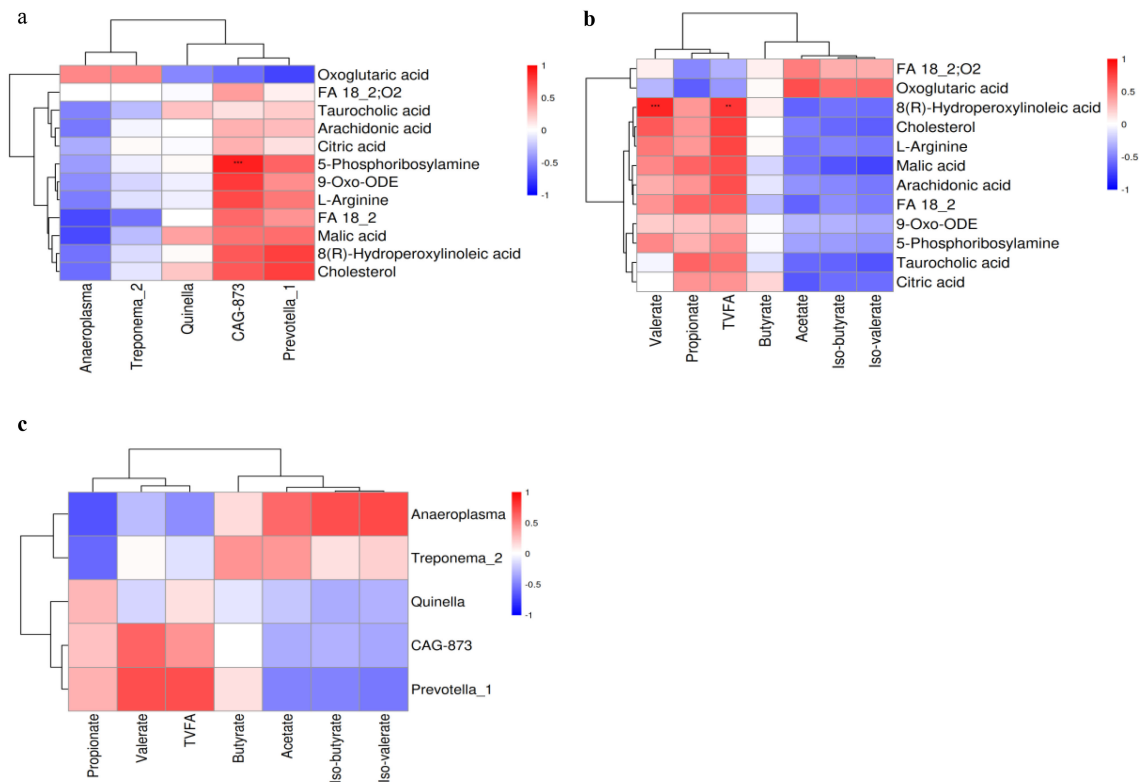 a
Oxoglutaric acid
FA 18_2;O2
Taurocholic acid
Arachidonic acid
Citric acid
5-Phosphoribosylamine
9-Oxo-ODE
L-Arginine
FA 18_2
Malic acid
8(R)-Hydroperoxylinoleic acid
Cholesterol
***
Anaeroplasma
Treponema_2
Quinella
CAG-873
Prevotella_1
1
0.5
0
-0.5
-1
b
FA 18_2;O2
Oxoglutaric acid
8(R)-Hydroperoxylinoleic acid
Cholesterol
L-Arginine
Malic acid
Arachidonic acid
FA 18_2
9-Oxo-ODE
5-Phosphoribosylamine
Taurocholic acid
Citric acid
***
**
Valerate
Propionate
TVFA
Butyrate
Acetate
Iso-butyrate
Iso-valerate
1
0.5
0
-0.5
-1
c
Anaeroplasma
Treponema_2
Quinella
CAG-873
Prevotella_1
Propionate
Valerate
TVFA
Butyrate
Acetate
Iso-butyrate
Iso-valerate
1
0.5
0
-0.5
-1